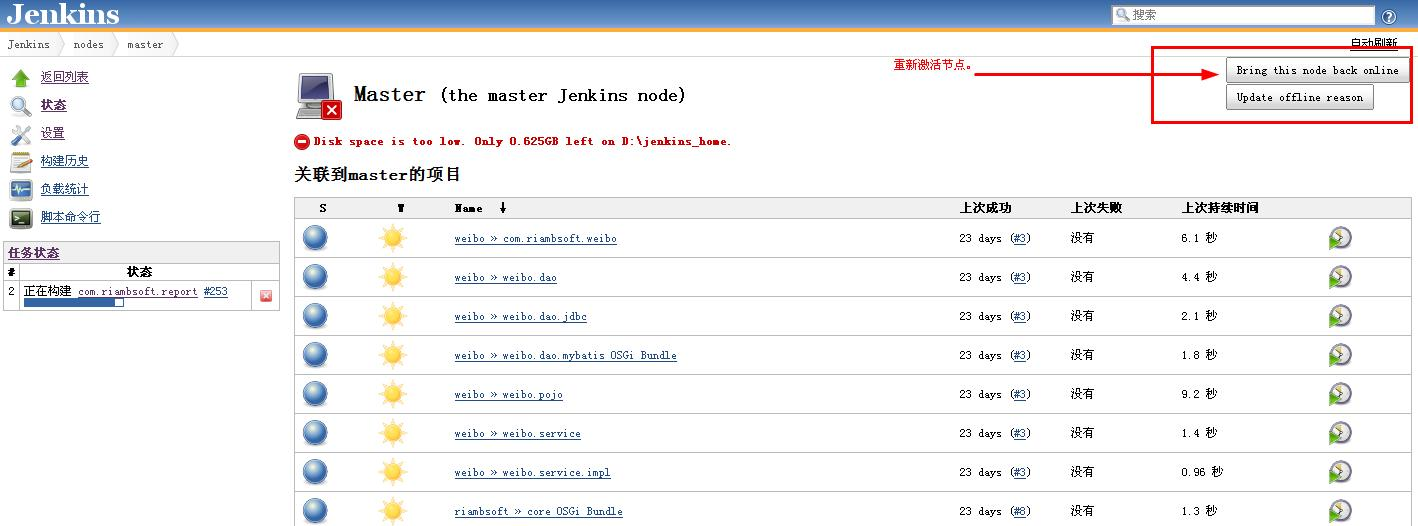 Jenkins
搜索
Jenkins nodes master
自动刷新
返回列表
状态
设置
构建历史
负载统计
脚本命令行
任务状态
# 状态
2 正在构建 com.riambsoft.report #253
重新激活节点。
Bring this node back online
Update offline reason
Master (the master Jenkins node)
Disk space is too low. Only 0.625GB left on D:\jenkins_home.
关联到master的项目
S W Name ↓ 上次成功 上次失败 上次持续时间
weibo » com.riambsoft.weibo 23 days (#3) 没有 6.1 秒
weibo » weibo.dao 23 days (#3) 没有 4.4 秒
weibo » weibo.dao.jdbc 23 days (#3) 没有 2.1 秒
weibo » weibo.dao.mybatis OSGi Bundle 23 days (#3) 没有 1.8 秒
weibo » weibo.pojo 23 days (#3) 没有 9.2 秒
weibo » weibo.service 23 days (#3) 没有 1.4 秒
weibo » weibo.service.impl 23 days (#3) 没有 0.96 秒
riambsoft » core OSGi Bundle 23 days (#8) 没有 1.3 秒